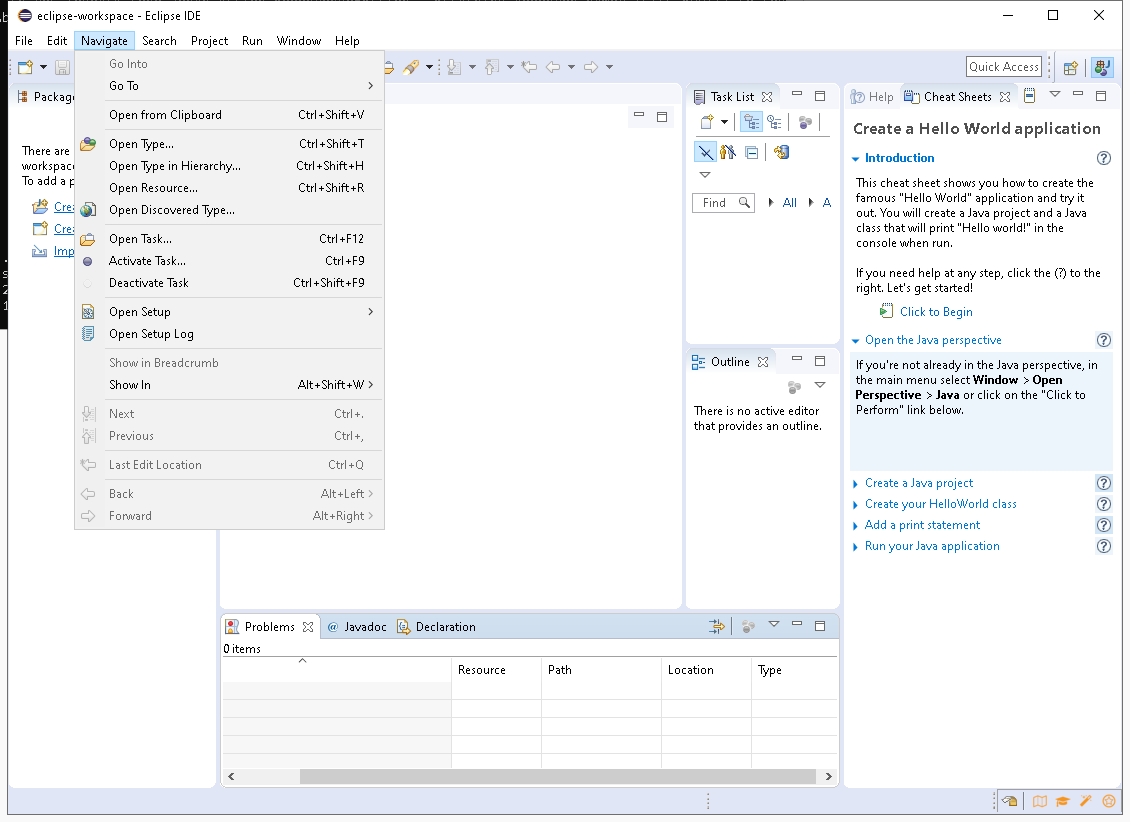 eclipse-workspace - Eclipse IDE
File Edit Navigate Search Project Run Window Help
Quick Access
Go Into
Go To
Open from Clipboard Ctrl+Shift+V
Open Type... Ctrl+Shift+T
Open Type in Hierarchy... Ctrl+Shift+H
Open Resource... Ctrl+Shift+R
Open Discovered Type...
Open Task... Ctrl+F12
Activate Task... Ctrl+F9
Deactivate Task Ctrl+Shift+F9
Open Setup
Open Setup Log
Show in Breadcrumb
Show In Alt+Shift+W
Next Ctrl+.
Previous Ctrl+,
Last Edit Location Ctrl+Q
Back Alt+Left
Forward Alt+Right
Packag
There are
workspac
To add a p
Crea
Crea
Imp
Task List
Find All A
Outline
There is no active editor
that provides an outline.
Help Cheat Sheets
Create a Hello World application
Introduction
This cheat sheet shows you how to create the
famous "Hello World" application and try it
out. You will create a Java project and a Java
class that will print "Hello world!" in the
console when run.
If you need help at any step, click the (?) to the
right. Let's get started!
Click to Begin
Open the Java perspective
If you're not already in the Java perspective, in
the main menu select Window > Open
Perspective > Java or click on the "Click to
Perform" link below.
Create a Java project
Create your HelloWorld class
Add a print statement
Run your Java application
Problems @ Javadoc Declaration
0 items
Resource Path Location Type